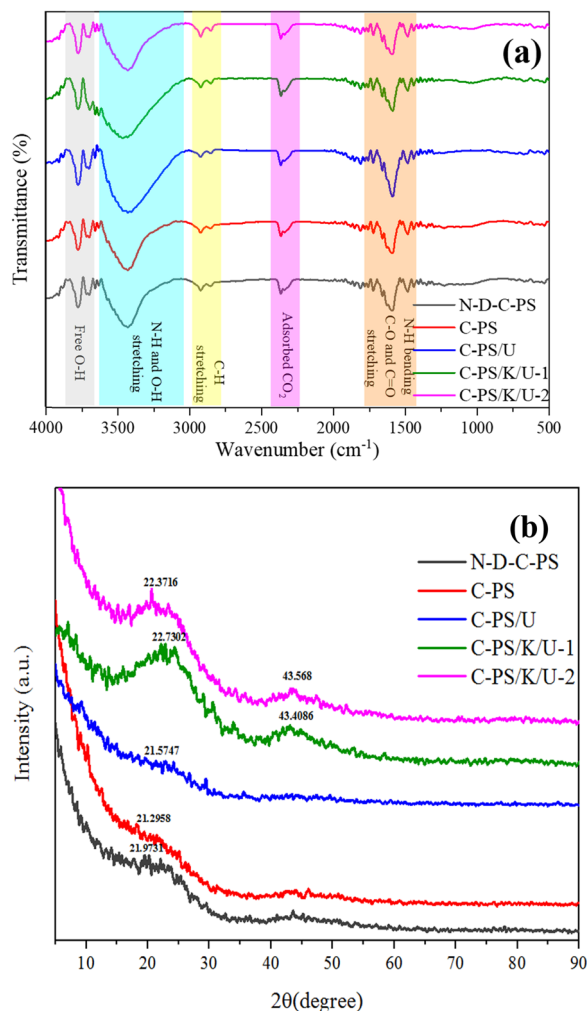 (a)
Transmittance (%)
Free O-H
N-H and O-H
stretching
C-H
stretching
Adsorbed CO₂
N-H bending
C-O and C=O
stretching
N-D-C-PS
C-PS
C-PS/U
C-PS/K/U-1
C-PS/K/U-2
4000 3500 3000 2500 2000 1500 1000 500
Wavenumber (cm⁻¹)
(b)
N-D-C-PS
C-PS
C-PS/U
C-PS/K/U-1
C-PS/K/U-2
22.3716
22.7302
43.568
43.4086
21.5747
21.2958
21.9731
Intensity (a.u.)
10 20 30 40 50 60 70 80 90
2θ(degree)